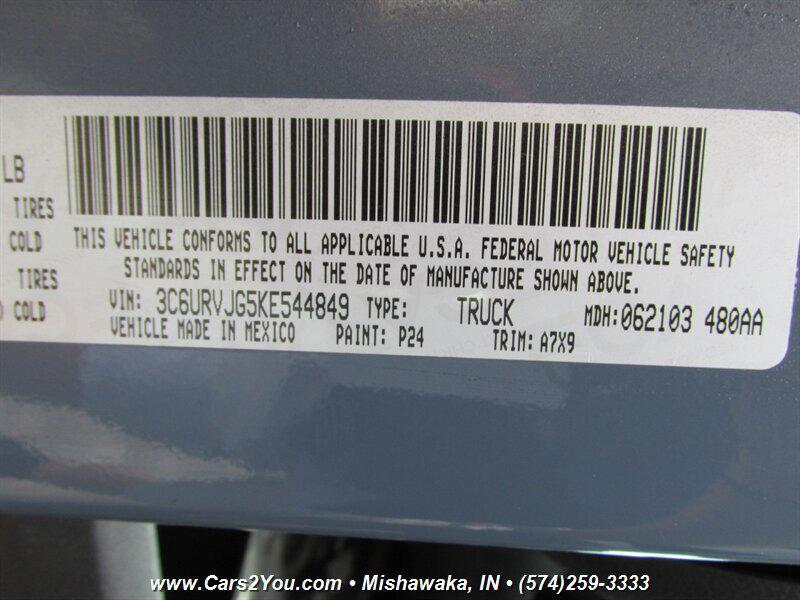 LB
TIRES
COLD
THIS VEHICLE CONFORMS TO ALL APPLICABLE U.S.A. FEDERAL MOTOR VEHICLE SAFETY
STANDARDS IN EFFECT ON THE DATE OF MANUFACTURE SHOWN ABOVE.
TIRES
COLD
VIN: 3C6URVJG5KE544849 TYPE: TRUCK MDH:062103 480AA
VEHICLE MADE IN MEXICO PAINT: P24 TRIM: A7X9
www.Cars2You.com • Mishawaka, IN • (574)259-3333